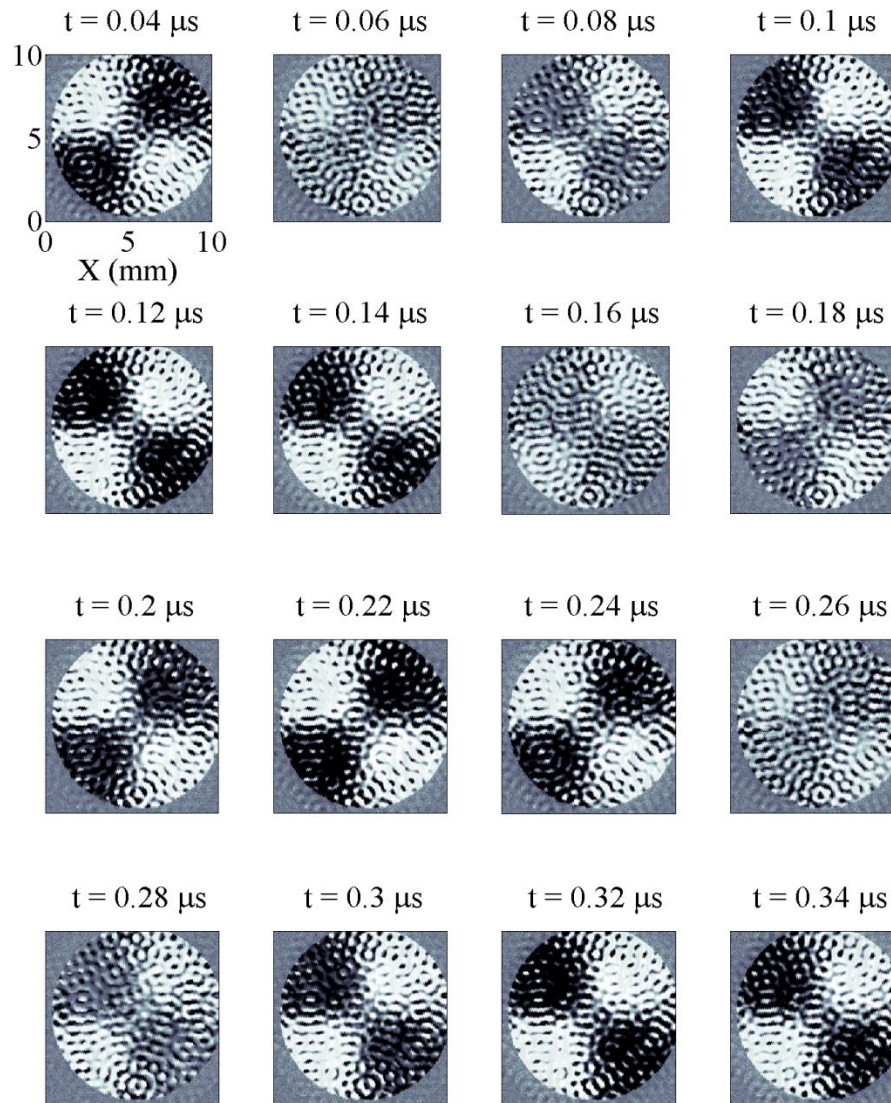 t = 0.04 μs t = 0.06 μs t = 0.08 μs t = 0.1 μs
10
5
0
0 5 10
X (mm)
t = 0.12 μs t = 0.14 μs t = 0.16 μs t = 0.18 μs
t = 0.2 μs t = 0.22 μs t = 0.24 μs t = 0.26 μs
t = 0.28 μs t = 0.3 μs t = 0.32 μs t = 0.34 μs